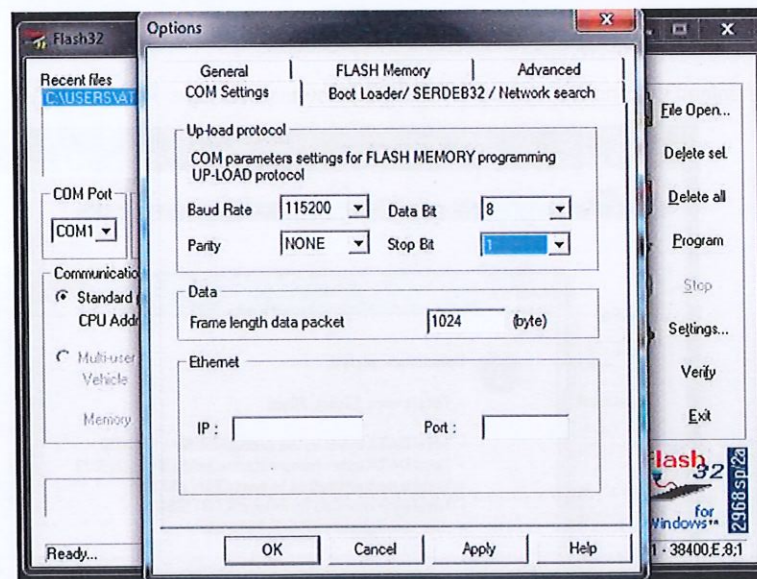 Flash32
Options
Recent files
C:\USERS\AT
COM Port
COM1
Communicatio
Standard
CPU Addr
Multi-user
Vehicle
Memory
Ready...
General
FLASH Memory
Advanced
COM Settings
Boot Loader/ SERDEB32 / Network search
Up-load protocol
COM parameters settings for FLASH MEMORY programming
UP-LOAD protocol
Baud Rate 115200 Data Bit 8
Parity NONE Stop Bit 1
Data
Frame length data packet 1024 (byte)
Ethernet
IP : Port :
OK Cancel Apply Help
File Open...
Delete sel.
Delete all
Program
Stop
Settings...
Verify
Exit
lash
32
for
Windows™
2968 sp/2a
1 - 38400,E,8;1